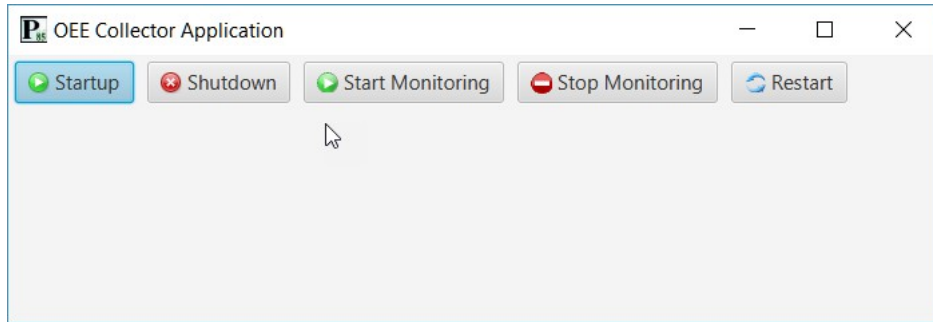 OEE Collector Application
Startup Shutdown Start Monitoring Stop Monitoring Restart